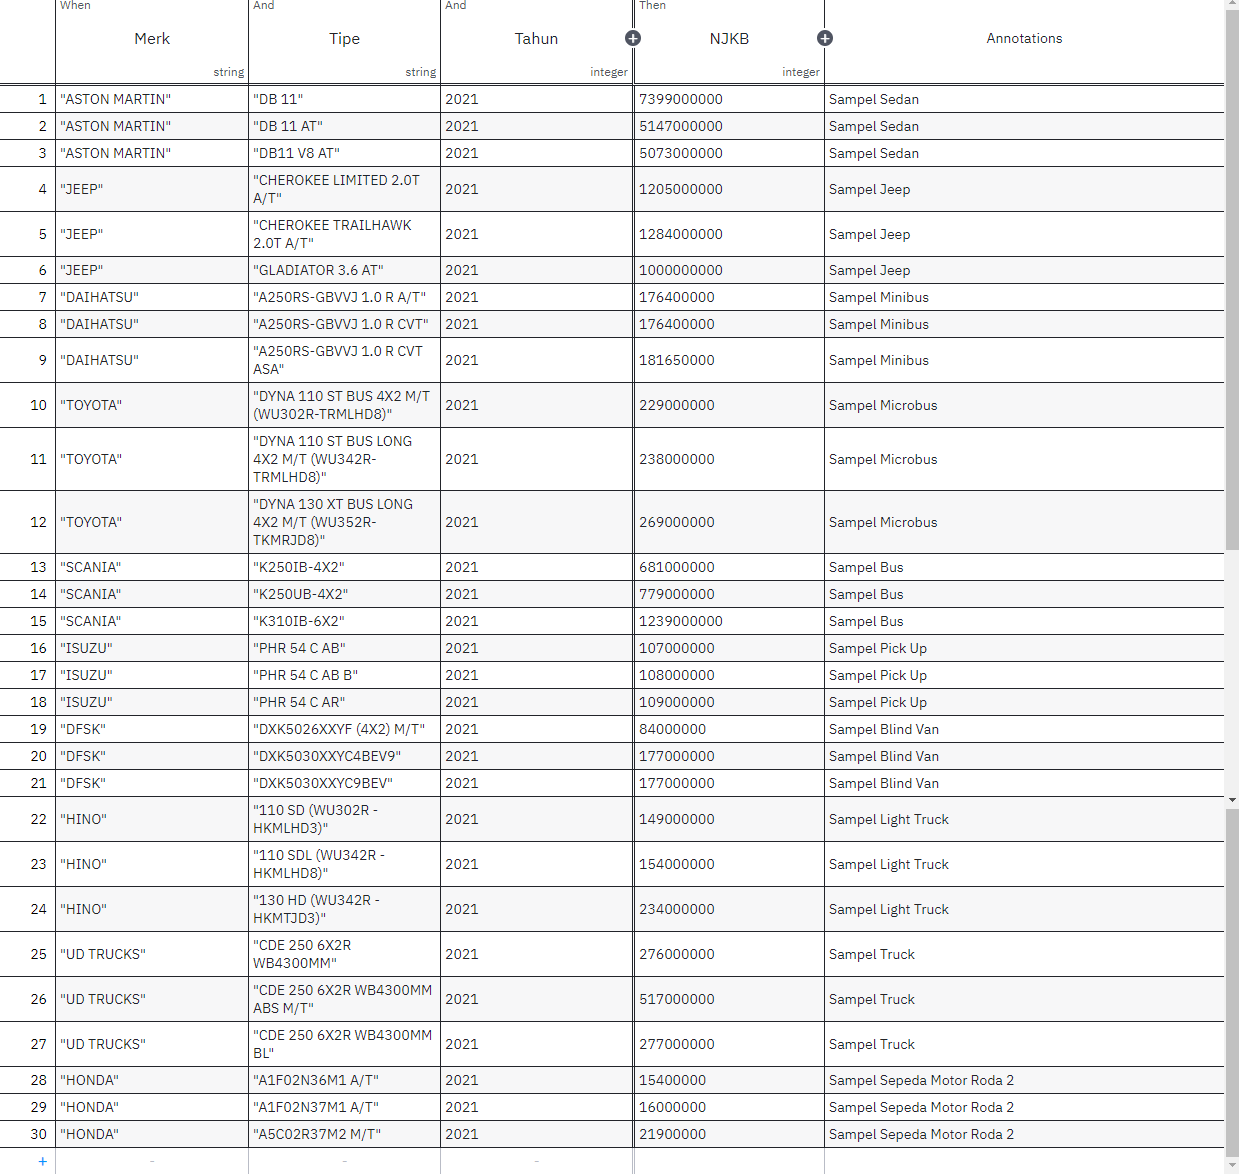 When And And Then
Merk Tipe Tahun NJKB Annotations
string string integer integer
1 "ASTON MARTIN" "DB 11" 2021 7399000000 Sampel Sedan
2 "ASTON MARTIN" "DB 11 AT" 2021 5147000000 Sampel Sedan
3 "ASTON MARTIN" "DB11 V8 AT" 2021 5073000000 Sampel Sedan
4 "JEEP" "CHEROKEE LIMITED 2.0T
A/T" 2021 1205000000 Sampel Jeep
5 "JEEP" "CHEROKEE TRAILHAWK
2.0T A/T" 2021 1284000000 Sampel Jeep
6 "JEEP" "GLADIATOR 3.6 AT" 2021 1000000000 Sampel Jeep
7 "DAIHATSU" "A250RS-GBVVJ 1.0 R A/T" 2021 176400000 Sampel Minibus
8 "DAIHATSU" "A250RS-GBVVJ 1.0 R CVT" 2021 176400000 Sampel Minibus
9 "DAIHATSU" "A250RS-GBVVJ 1.0 R CVT
ASA" 2021 181650000 Sampel Minibus
10 "TOYOTA" "DYNA 110 ST BUS 4X2 M/T
(WU302R-TRMLHD8)" 2021 229000000 Sampel Microbus
11 "TOYOTA" "DYNA 110 ST BUS LONG
4X2 M/T (WU342R-
TRMLHD8)" 2021 238000000 Sampel Microbus
12 "TOYOTA" "DYNA 130 XT BUS LONG
4X2 M/T (WU352R-
TKMRJD8)" 2021 269000000 Sampel Microbus
13 "SCANIA" "K250IB-4X2" 2021 681000000 Sampel Bus
14 "SCANIA" "K250UB-4X2" 2021 779000000 Sampel Bus
15 "SCANIA" "K310IB-6X2" 2021 1239000000 Sampel Bus
16 "ISUZU" "PHR 54 C AB" 2021 107000000 Sampel Pick Up
17 "ISUZU" "PHR 54 C AB B" 2021 108000000 Sampel Pick Up
18 "ISUZU" "PHR 54 C AR" 2021 109000000 Sampel Pick Up
19 "DFSK" "DXK5026XXYF (4X2) M/T" 2021 84000000 Sampel Blind Van
20 "DFSK" "DXK5030XXYC4BEV9" 2021 177000000 Sampel Blind Van
21 "DFSK" "DXK5030XXYC9BEV" 2021 177000000 Sampel Blind Van
22 "HINO" "110 SD (WU302R -
HKMLHD3)" 2021 149000000 Sampel Light Truck
23 "HINO" "110 SDL (WU342R -
HKMLHD8)" 2021 154000000 Sampel Light Truck
24 "HINO" "130 HD (WU342R -
HKMTJD3)" 2021 234000000 Sampel Light Truck
25 "UD TRUCKS" "CDE 250 6X2R
WB4300MM" 2021 276000000 Sampel Truck
26 "UD TRUCKS" "CDE 250 6X2R WB4300MM
ABS M/T" 2021 517000000 Sampel Truck
27 "UD TRUCKS" "CDE 250 6X2R WB4300MM
BL" 2021 277000000 Sampel Truck
28 "HONDA" "A1F02N36M1 A/T" 2021 15400000 Sampel Sepeda Motor Roda 2
29 "HONDA" "A1F02N37M1 A/T" 2021 16000000 Sampel Sepeda Motor Roda 2
30 "HONDA" "A5C02R37M2 M/T" 2021 21900000 Sampel Sepeda Motor Roda 2
+ - - -